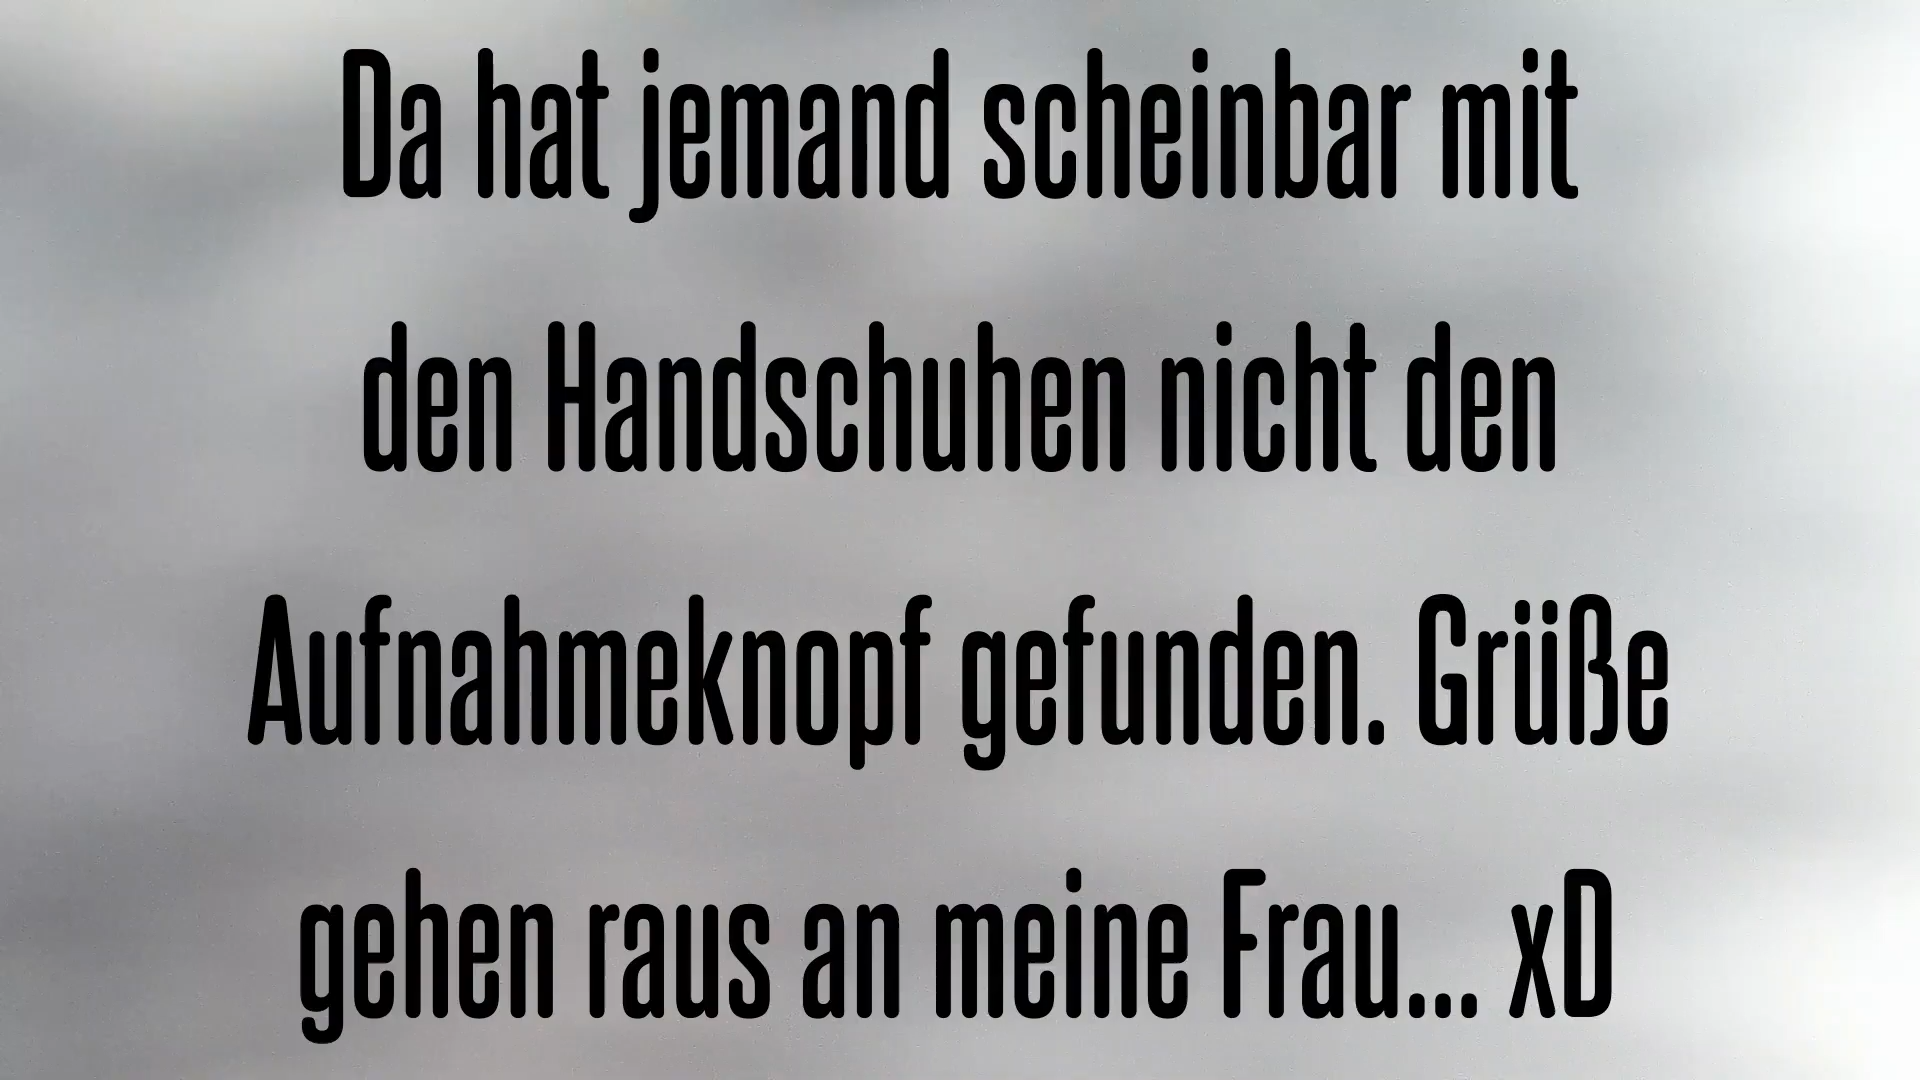 Da hat jemand scheinbar mit
den Handschuhen nicht den
Aufnahmeknopf gefunden. Grüße
gehen raus an meine Frau... xD